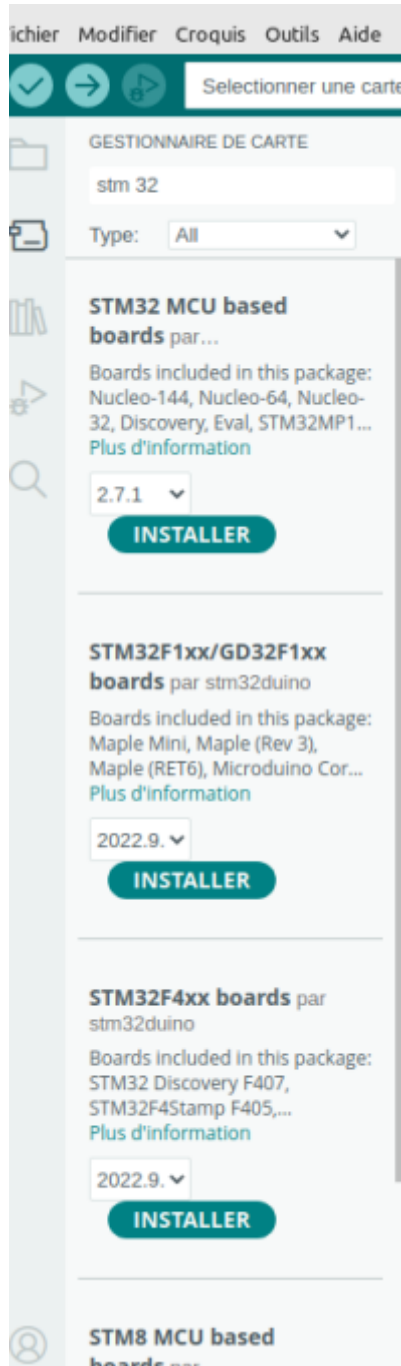 ichier Modifier Croquis Outils Aide
Selectionner une carte
GESTIONNAIRE DE CARTE
stm 32
Type: All
STM32 MCU based
boards par...
Boards included in this package:
Nucleo-144, Nucleo-64, Nucleo-
32, Discovery, Eval, STM32MP1...
Plus d'information
2.7.1
INSTALLER
STM32F1xx/GD32F1xx
boards par stm32duino
Boards included in this package:
Maple Mini, Maple (Rev 3),
Maple (RET6), Microduino Cor...
Plus d'information
2022.9.
INSTALLER
STM32F4xx boards par
stm32duino
Boards included in this package:
STM32 Discovery F407,
STM32F4Stamp F405,...
Plus d'information
2022.9.
INSTALLER
STM8 MCU based
boards par